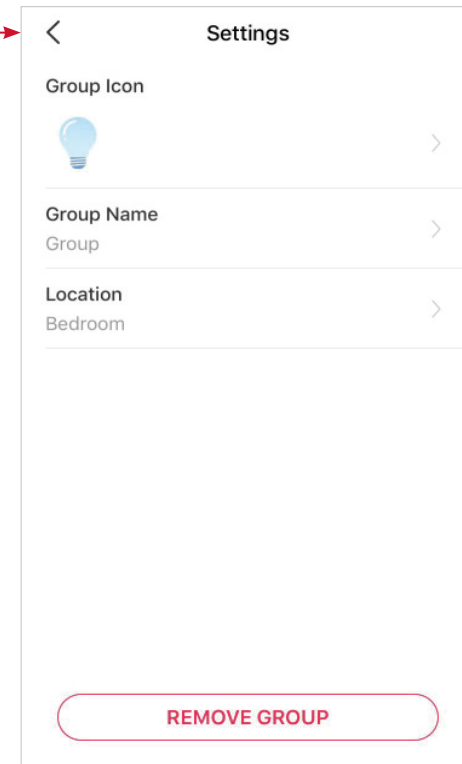 Settings
Group Icon
Group Name
Group
Location
Bedroom
REMOVE GROUP